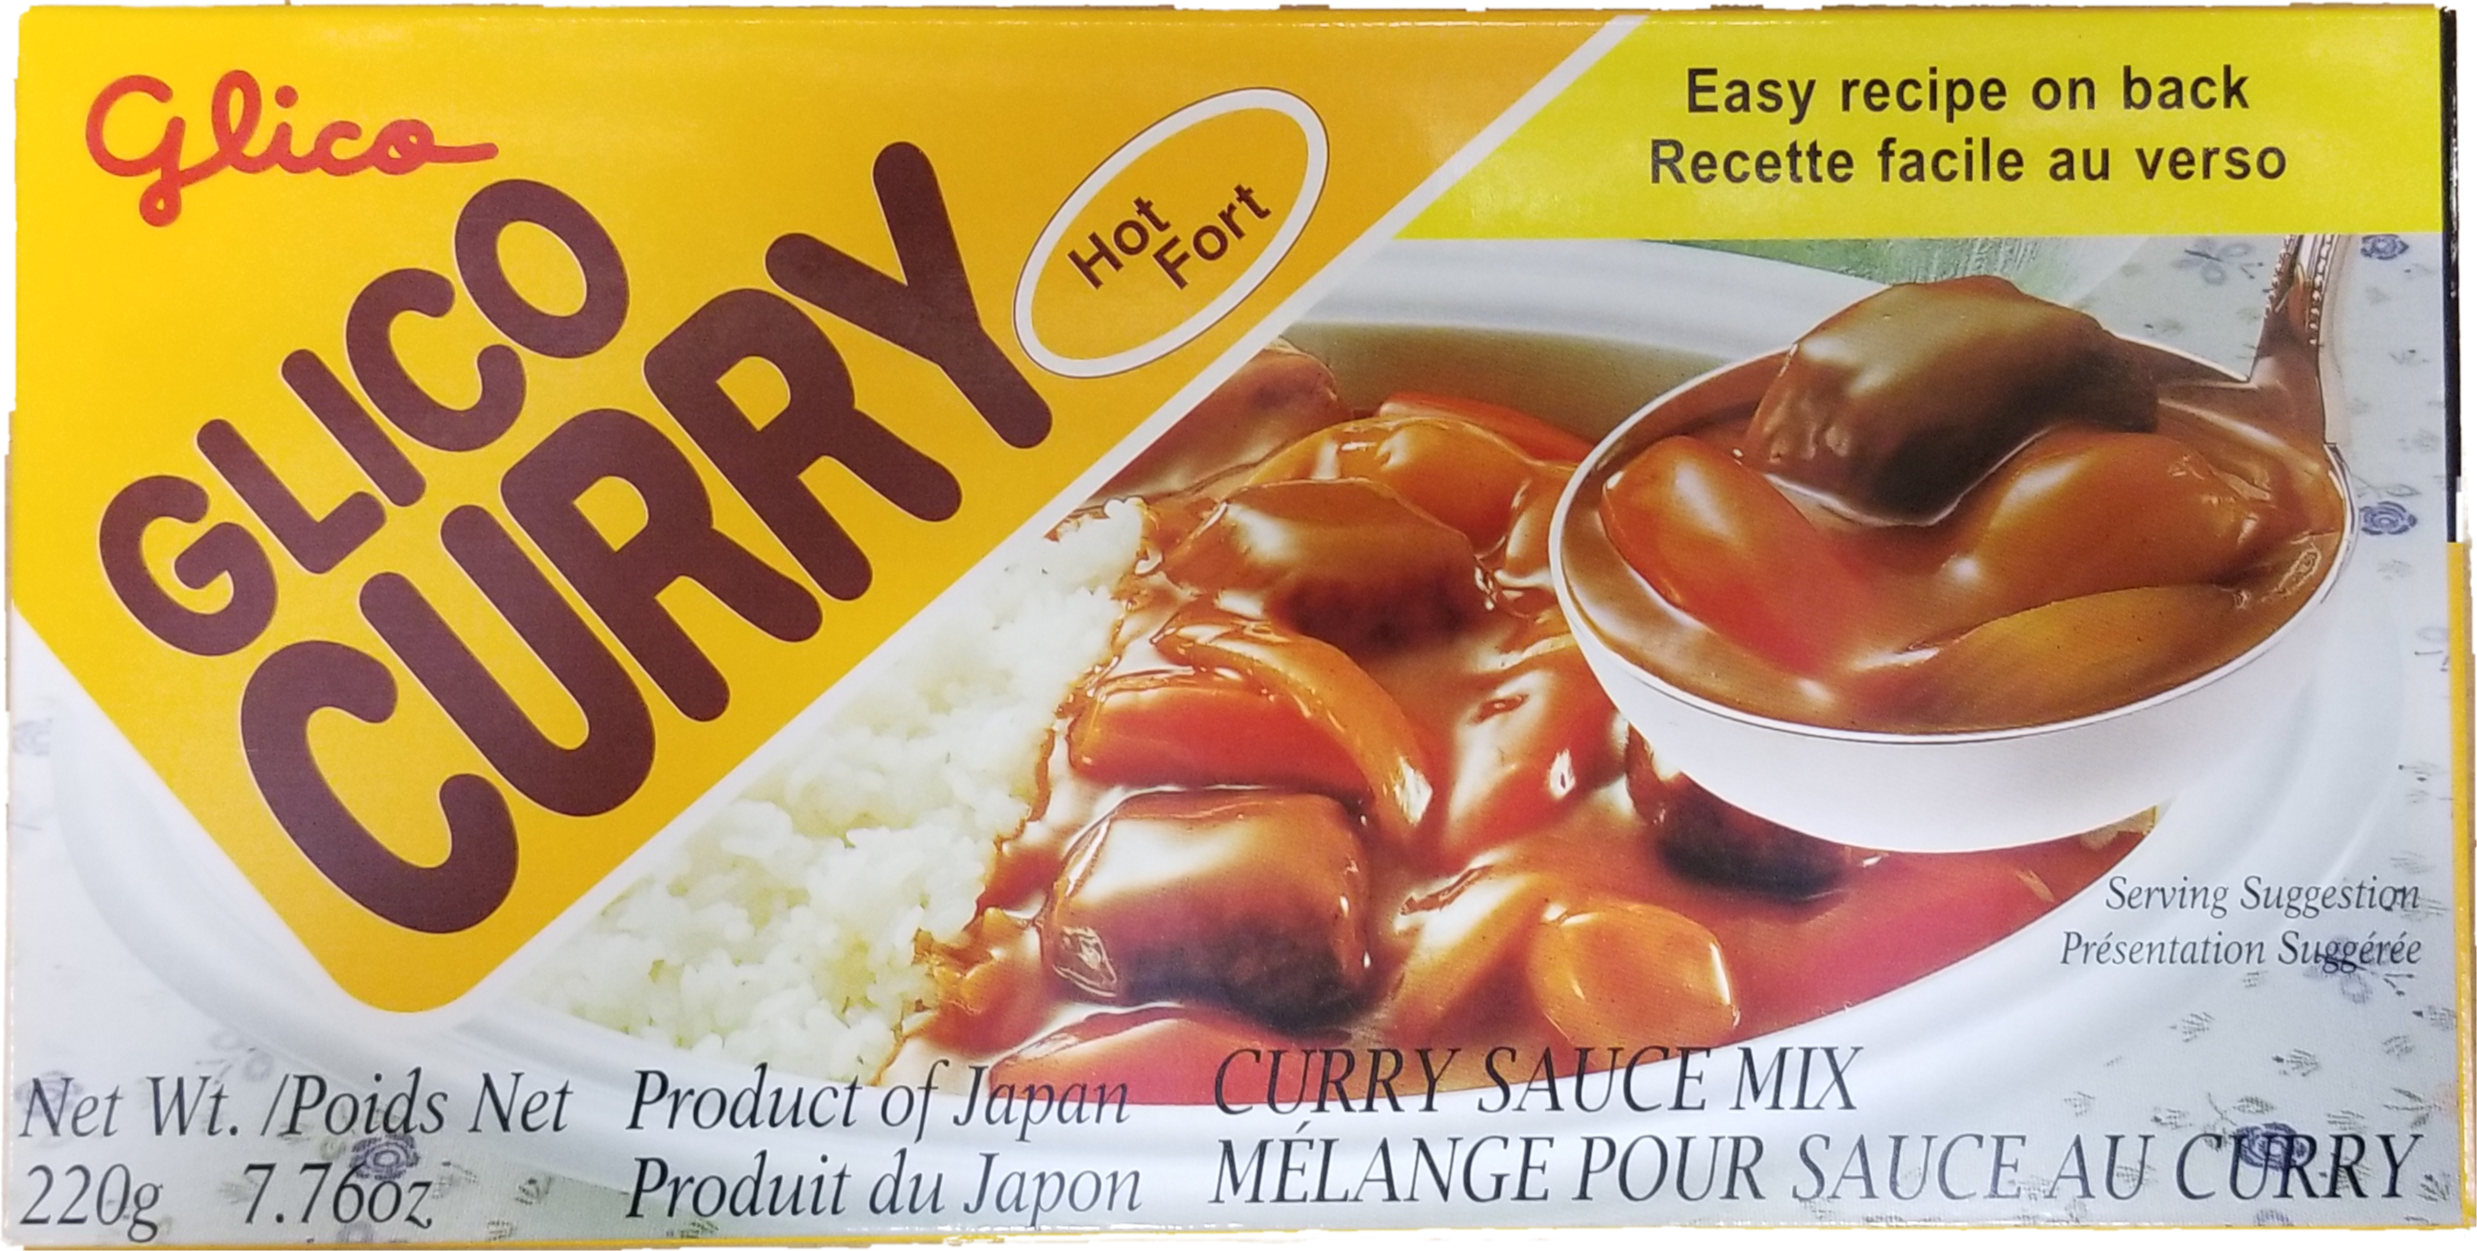 Glico
GLICO
CURRY
Hot
Fort
Easy recipe on back
Recette facile au verso
Serving Suggestion
Présentation Suggérée
Net Wt. /Poids Net
220g 7.76oz
Product of Japan
Produit du Japon
CURRY SAUCE MIX
MÉLANGE POUR SAUCE AU CURRY